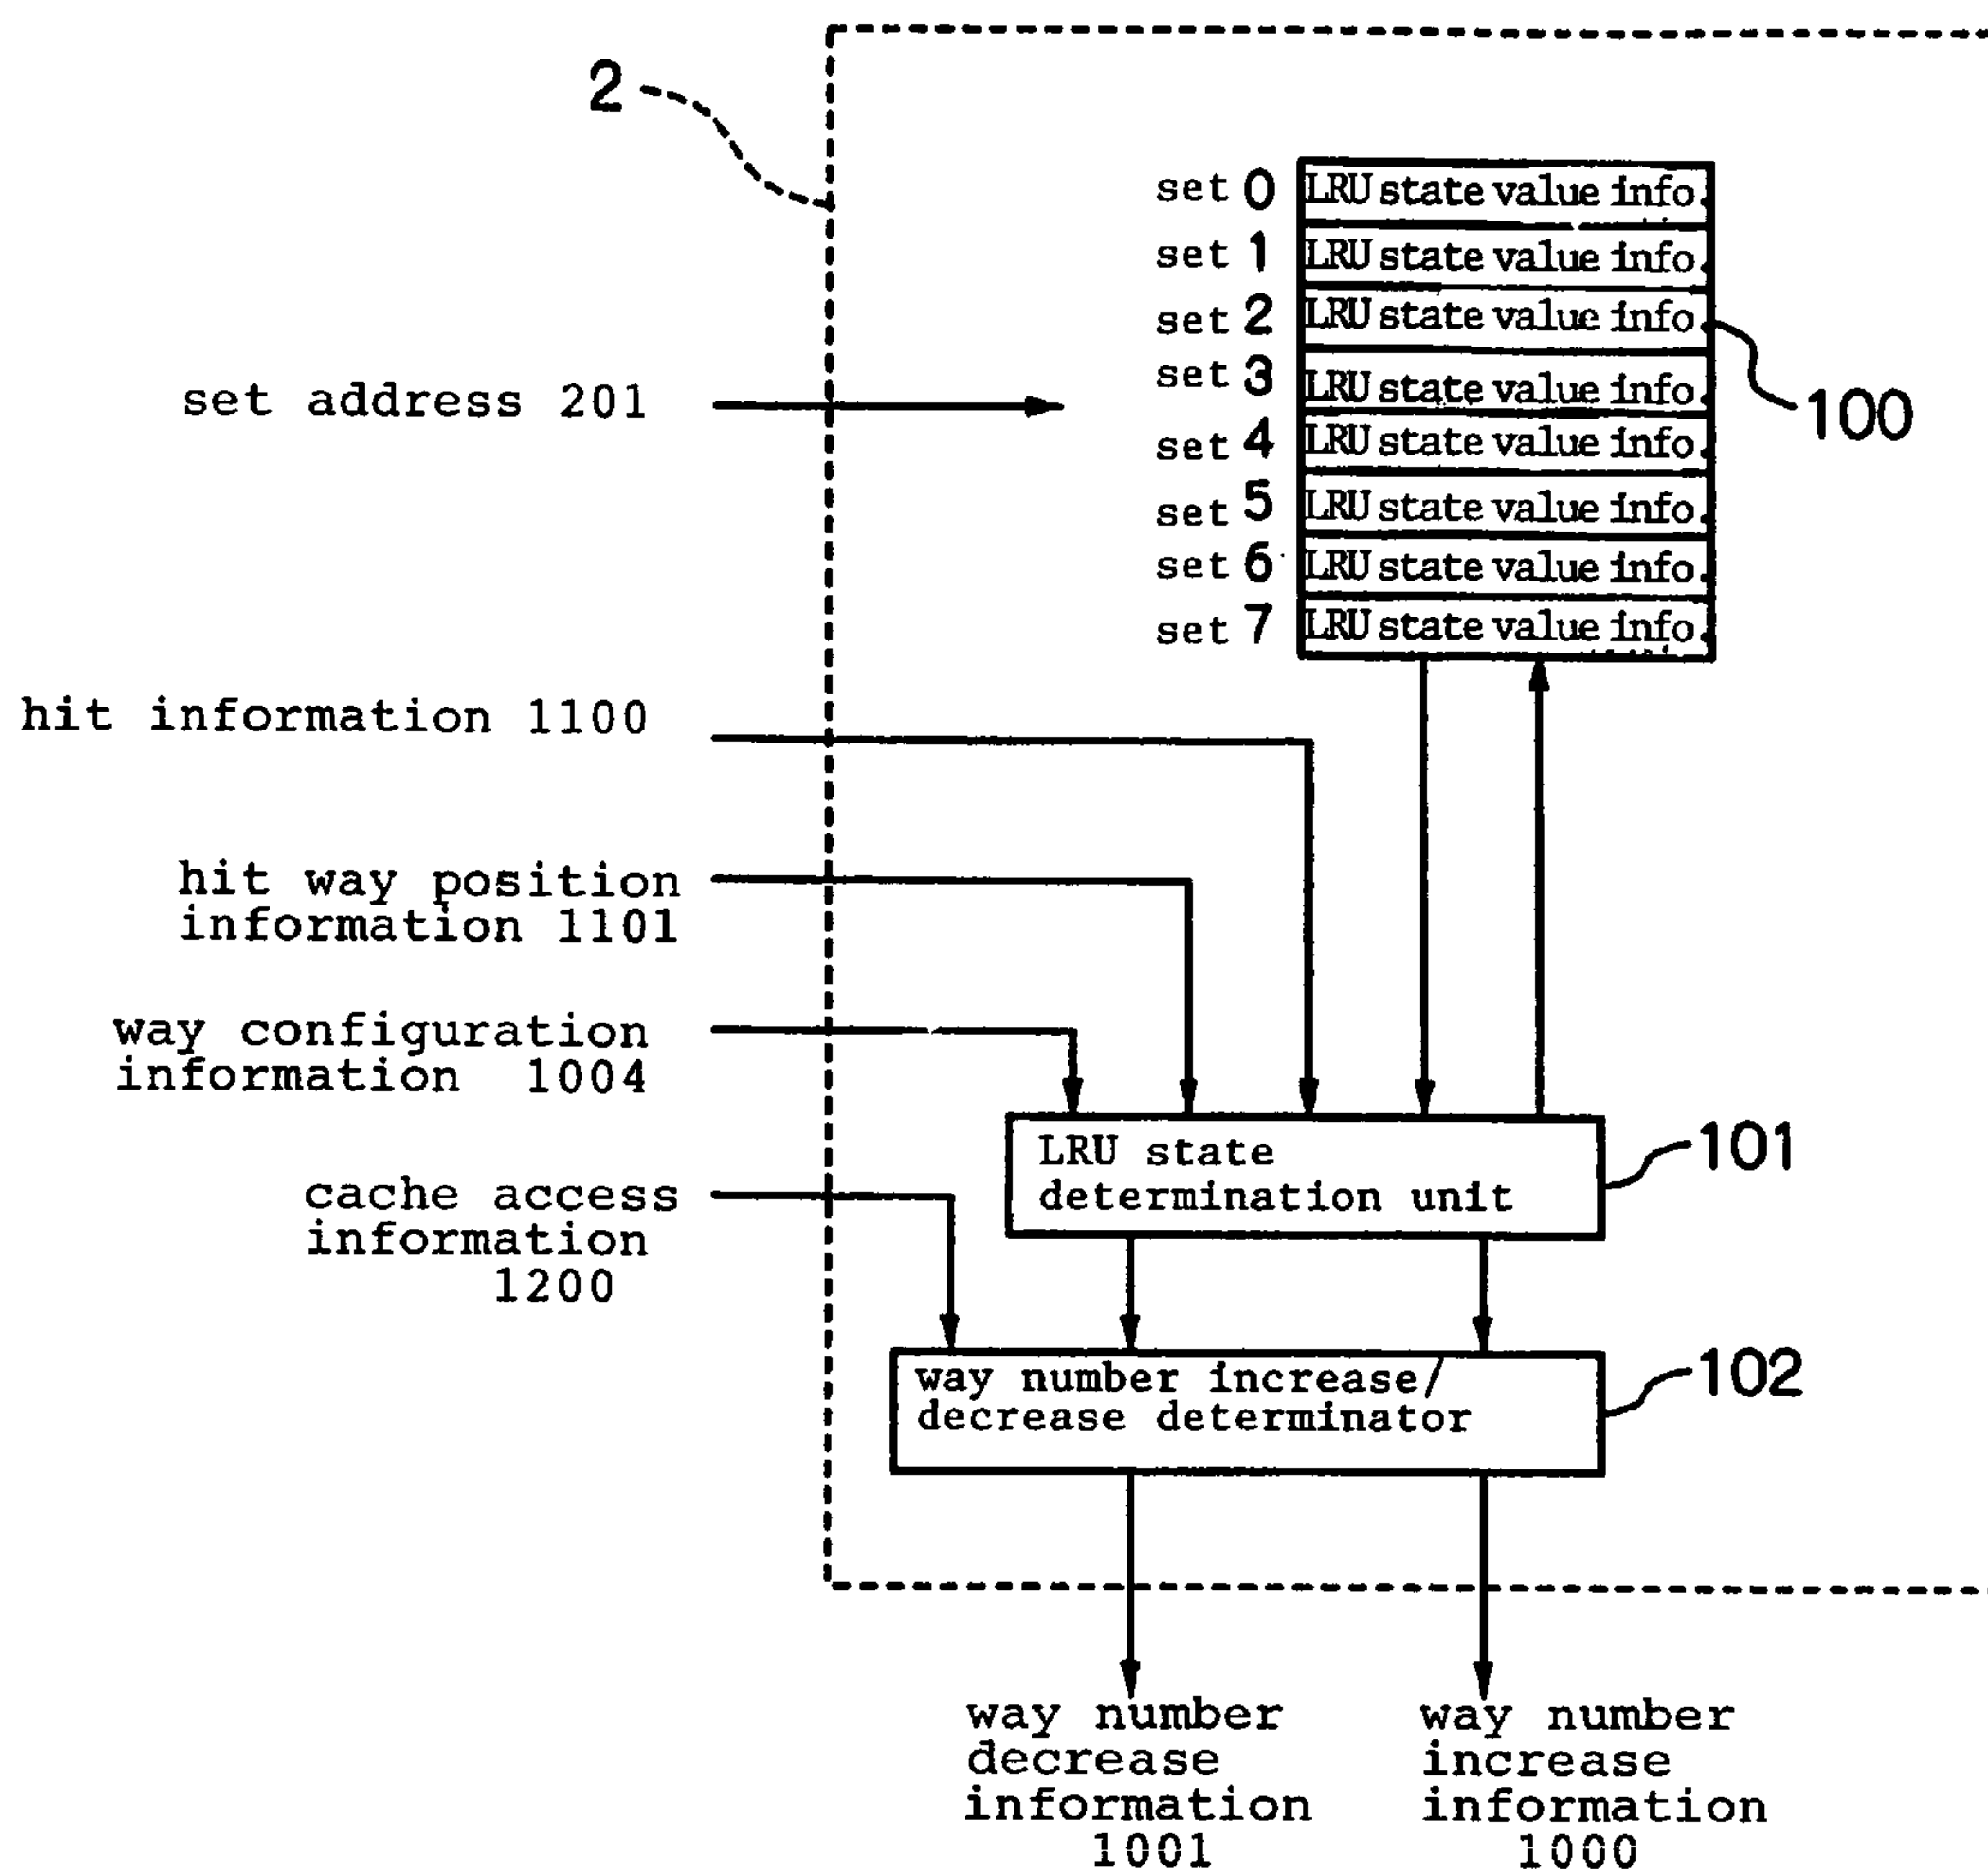 2
set 0 LRU state value info.
set 1 LRU state value info.
set 2 LRU state value info.
set 3 LRU state value info.
set 4 LRU state value info.
set 5 LRU state value info.
set 6 LRU state value info.
set 7 LRU state value info.
100
set address 201
hit information 1100
hit way position
information 1101
way configuration
information 1004
cache access
information
1200
LRU state
determination unit
101
way number increase/
decrease determinator
102
way number
decrease
information
1001
way number
increase
information
1000